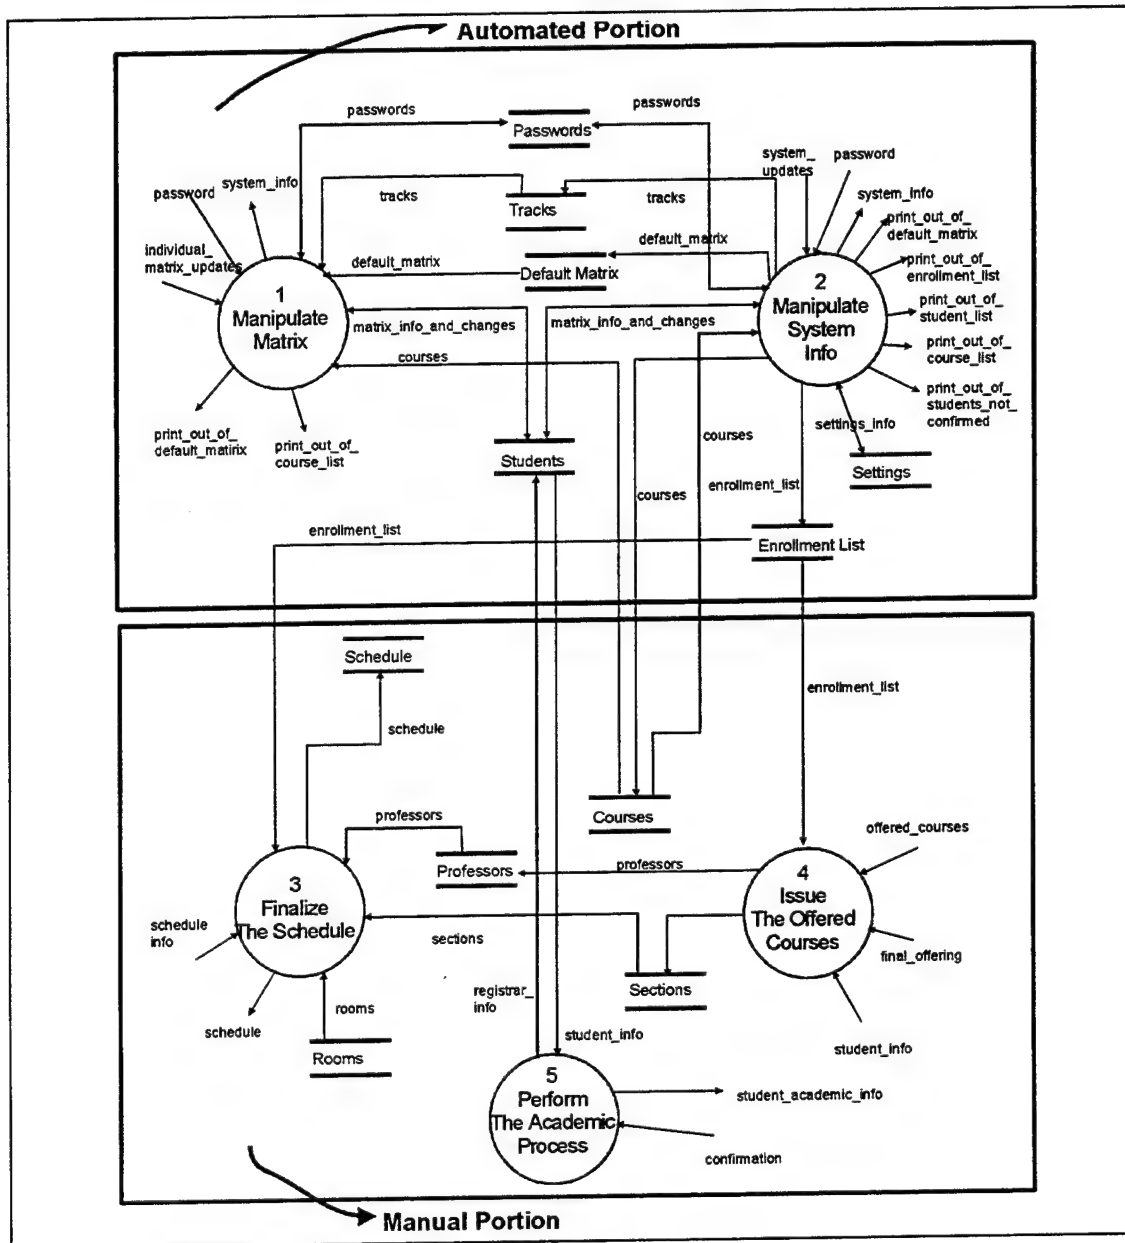 Automated Portion
passwords
passwords
Passwords
system_
updates
password
system_info
print_out_of_
default_matrix
print_out_of_
enrollment_list
print_out_of_
student_list
print_out_of_
course_list
print_out_of_
students_not_
confirmed
password
system_info
tracks
Tracks
tracks
individual_
matrix_updates
default_matrix
Default Matrix
default_matrix
1
Manipulate
Matrix
2
Manipulate
System
Info
matrix_info_and_changes
matrix_info_and_changes
courses
print_out_of_
default_matirix
print_out_of_
course_list
Students
courses
courses
settings_info
Settings
enrollment_list
enrollment_list
Enrollment List
Schedule
schedule
enrollment_list
Courses
professors
Professors
professors
offered_courses
3
Finalize
The Schedule
4
Issue
The Offered
Courses
schedule
info
sections
Sections
final_offering
schedule
rooms
Rooms
registrar_
info
student_info
student_info
5
Perform
The Academic
Process
student_academic_info
confirmation
Manual Portion